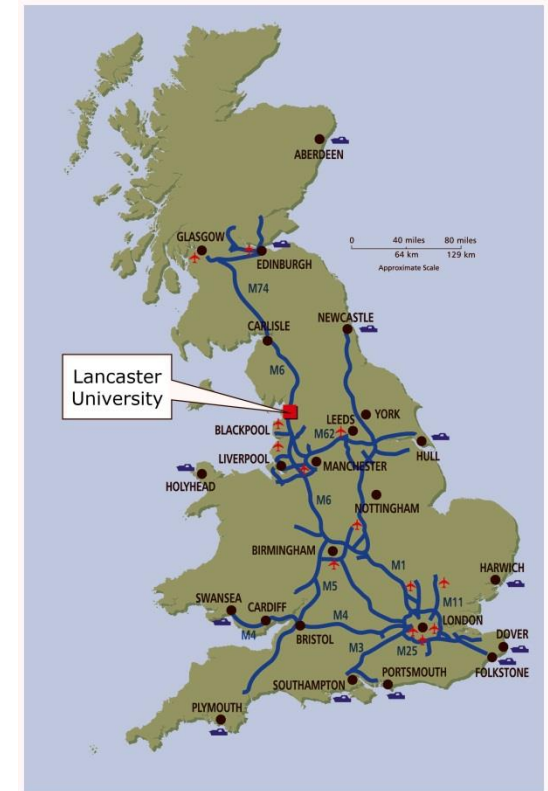 ABERDEEN
GLASGOW
EDINBURGH
0 40 miles 80 miles
64 km 129 km
Approximate Scale
M74
CARLISLE
NEWCASTLE
M6
Lancaster
University
BLACKPOOL
LEEDS
YORK
M62
LIVERPOOL
MANCHESTER
HULL
HOLYHEAD
M6
NOTTINGHAM
BIRMINGHAM
M1
HARWICH
M5
M11
SWANSEA
CARDIFF
M4
LONDON
M4
BRISTOL
DOVER
M3
M25
FOLKSTONE
SOUTHAMPTON
PORTSMOUTH
PLYMOUTH